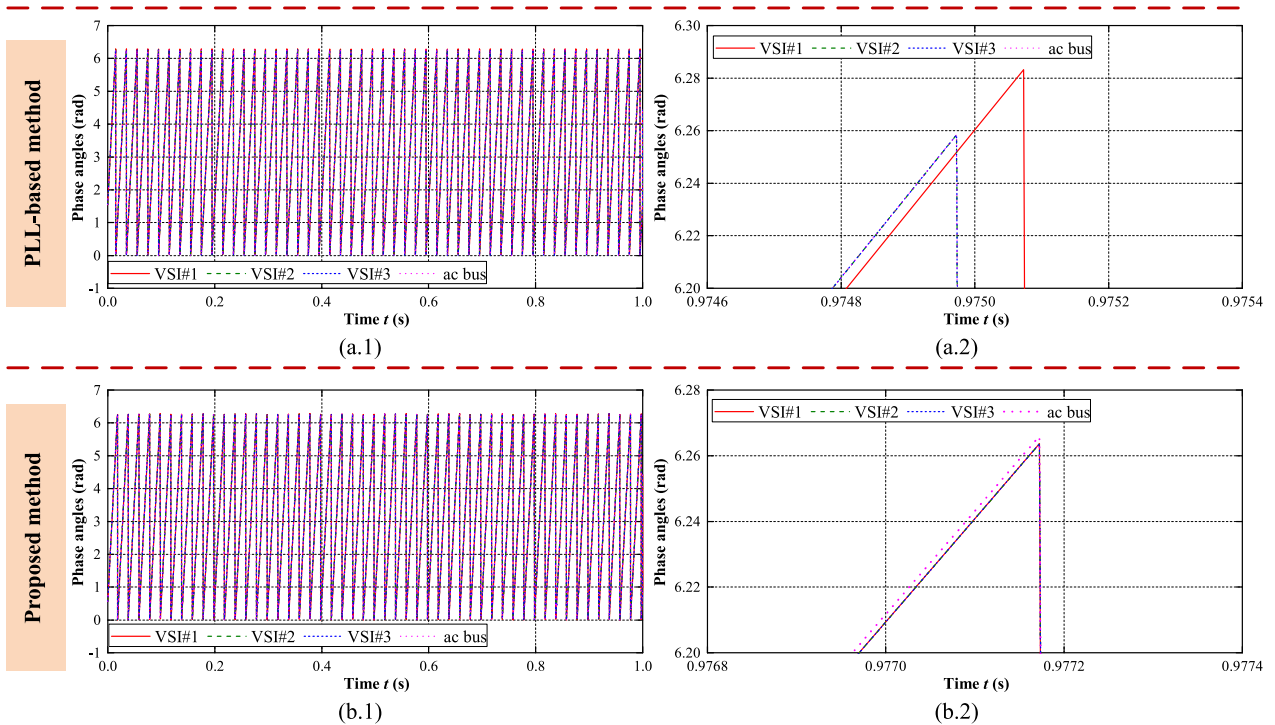 PLL-based method
Phase angles (rad)
7
6
5
4
3
2
1
0
-1
VSI#1 VSI#2 VSI#3 ac bus
0.0 0.2 0.4 0.6 0.8 1.0
Time t (s)
(a.1)
Phase angles (rad)
6.30
6.28
6.26
6.24
6.22
6.20
VSI#1 VSI#2 VSI#3 ac bus
0.9746 0.9748 0.9750 0.9752 0.9754
Time t (s)
(a.2)
Proposed method
Phase angles (rad)
7
6
5
4
3
2
1
0
-1
VSI#1 VSI#2 VSI#3 ac bus
0.0 0.2 0.4 0.6 0.8 1.0
Time t (s)
(b.1)
Phase angles (rad)
6.28
6.26
6.24
6.22
6.20
VSI#1 VSI#2 VSI#3 ac bus
0.9768 0.9770 0.9772 0.9774
Time t (s)
(b.2)